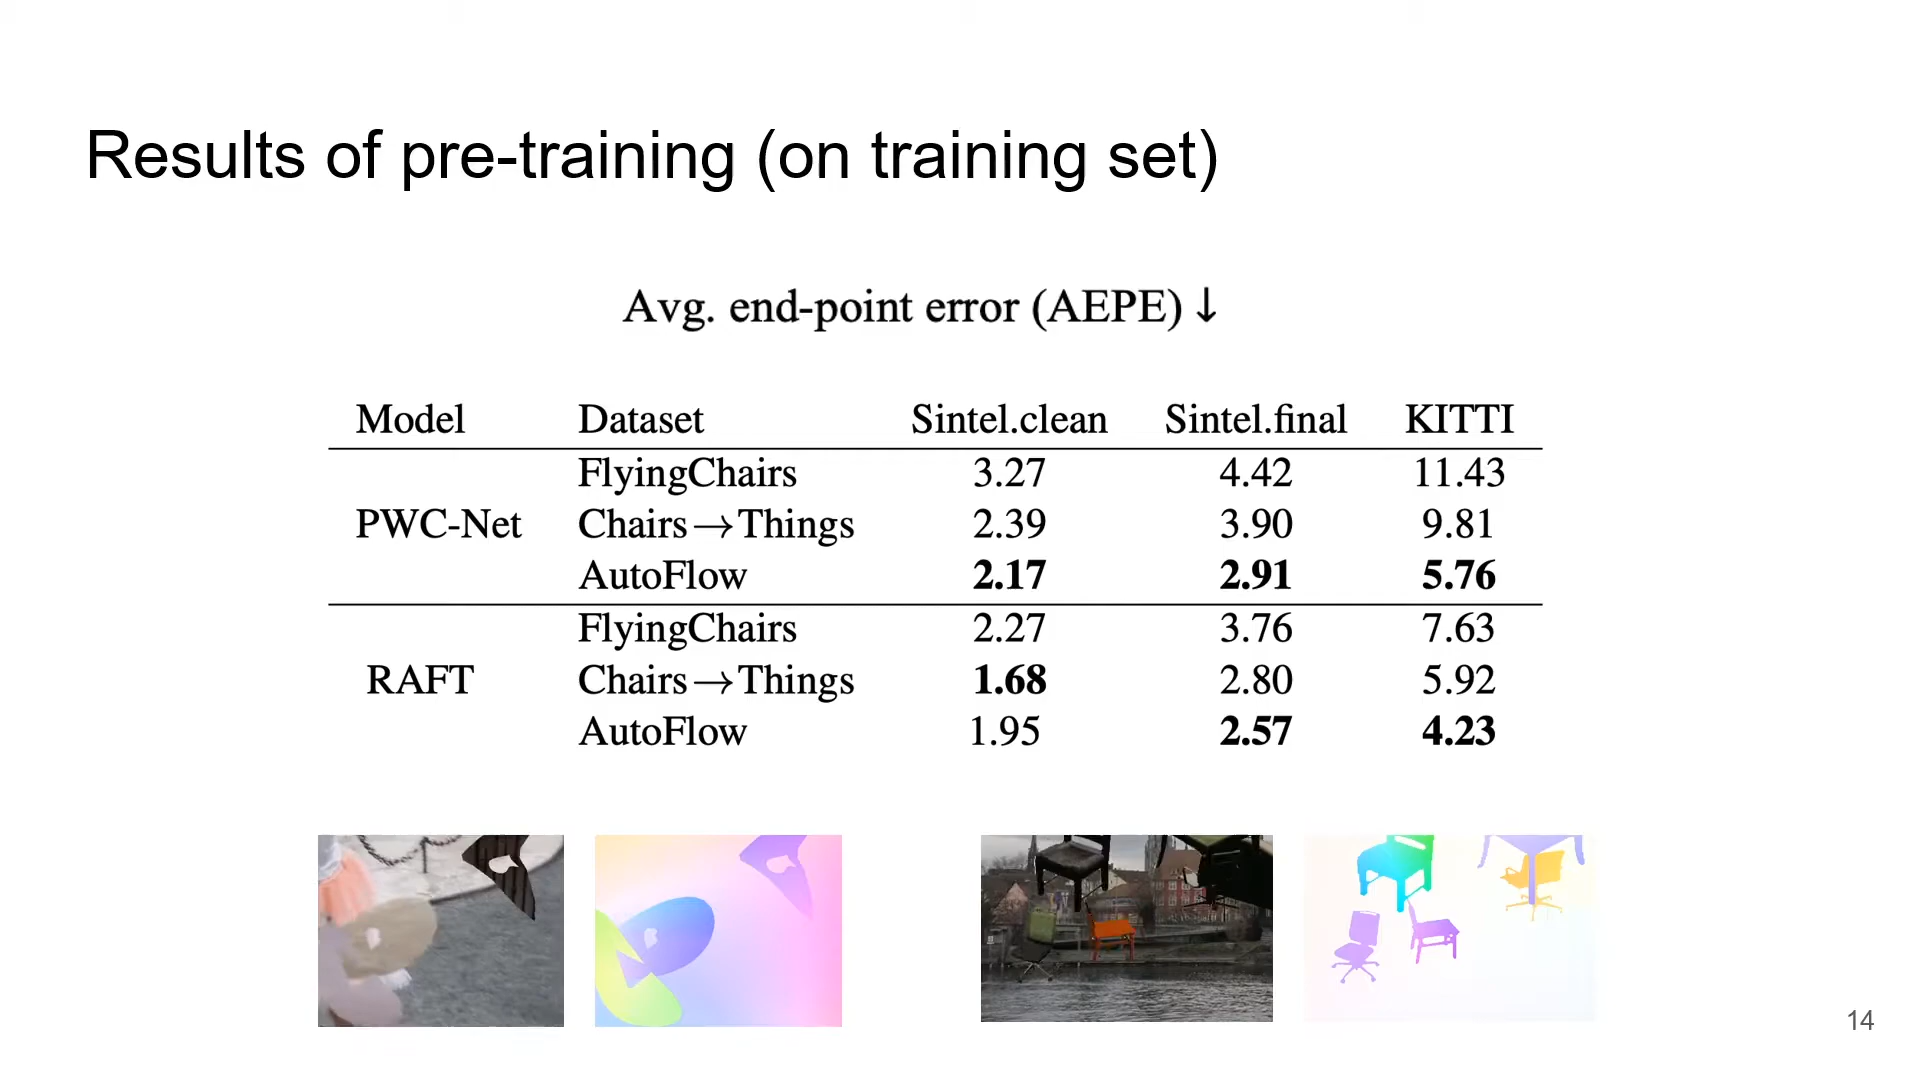 Results of pre-training (on training set)
Avg. end-point error (AEPE) ↓
Model Dataset Sintel.clean Sintel.final KITTI
FlyingChairs 3.27 4.42 11.43
PWC-Net Chairs→Things 2.39 3.90 9.81
AutoFlow 2.17 2.91 5.76
FlyingChairs 2.27 3.76 7.63
RAFT Chairs→Things 1.68 2.80 5.92
AutoFlow 1.95 2.57 4.23
14